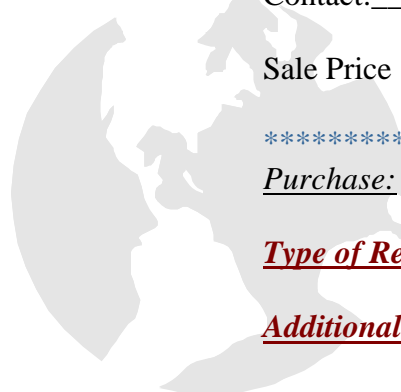 Contact:__
Sale Price
*********
Purchase:
Type of Re
Additional